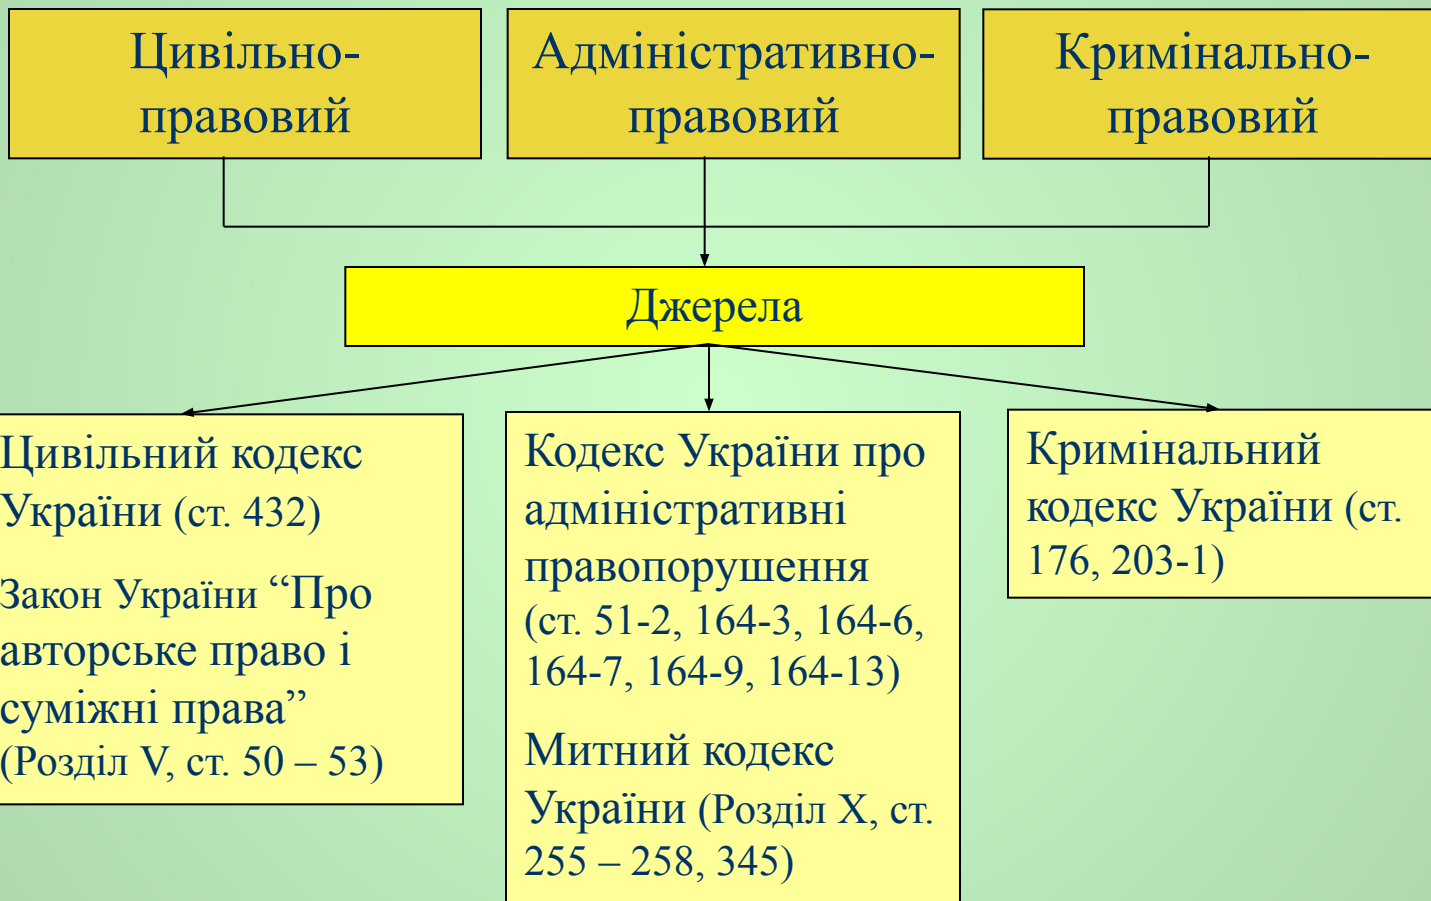 Цивільно-
правовий
Адміністративно-
правовий
Кримінально-
правовий
Джерела
Цивільний кодекс
України (ст. 432)
Закон України “Про
авторське право і
суміжні права”
(Розділ V, ст. 50 – 53)
Кодекс України про
адміністративні
правопорушення
(ст. 51-2, 164-3, 164-6,
164-7, 164-9, 164-13)
Митний кодекс
України (Розділ X, ст.
255 – 258, 345)
Кримінальний
кодекс України (ст.
176, 203-1)